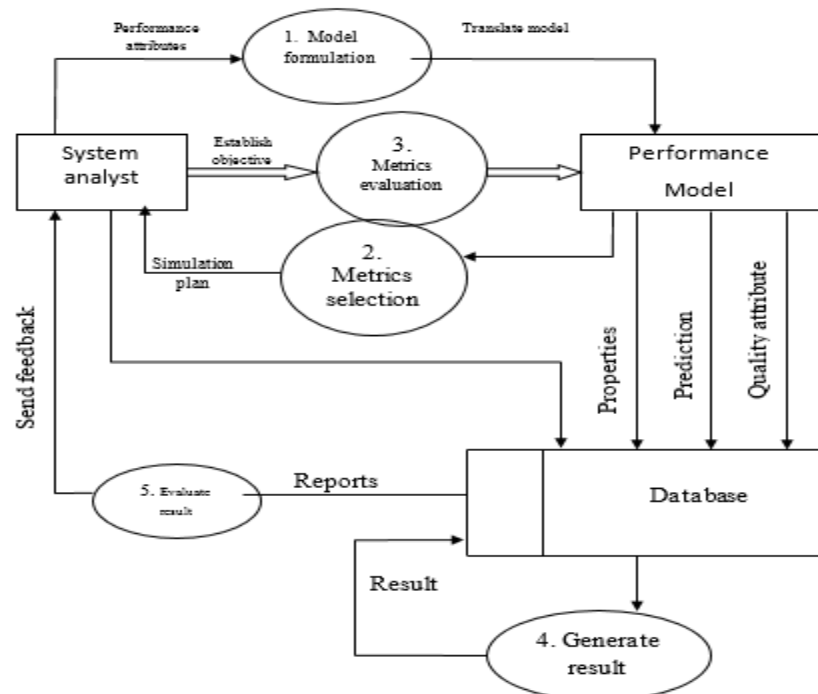 Performance
attributes
1. Model
formulation
Translate model
System
analyst
Establish
objective
3.
Metrics
evaluation
Performance
Model
Simulation
plan
2.
Metrics
selection
Send feedback
Properties
Prediction
Quality attribute
5. Evaluate
result
Reports
Database
Result
4. Generate
result